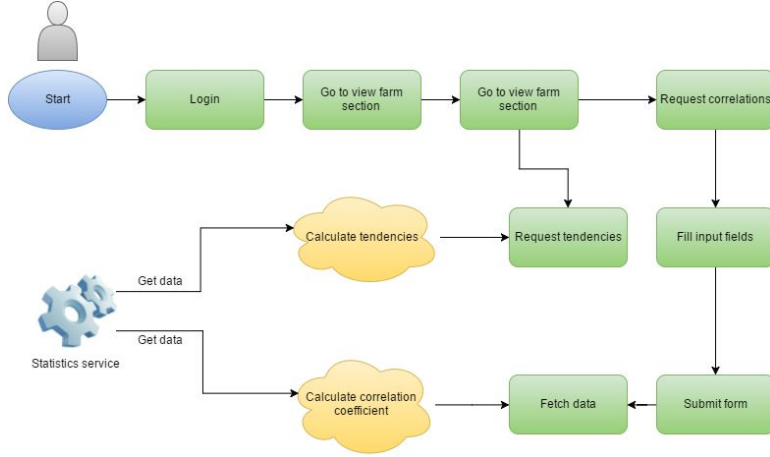 Start
Login
Go to view farm
section
Go to view farm
section
Request correlations
Calculate tendencies
Request tendencies
Fill input fields
Get data
Get data
Statistics service
Calculate correlation
coefficient
Fetch data
Submit form